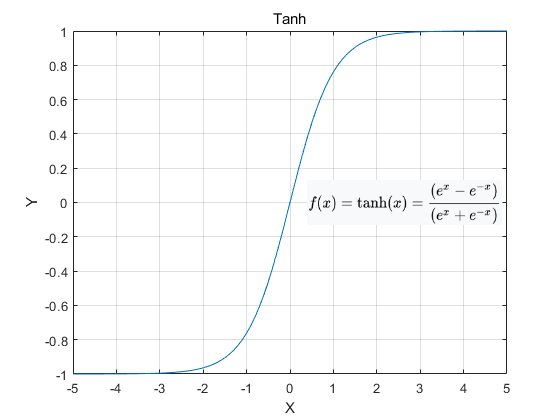 Tanh
1
0.8
0.6
0.4
0.2
0
-0.2
-0.4
-0.6
-0.8
-1
Y
f(x) = tanh(x) = (e^x − e^{−x}) / (e^x + e^{−x})
-5 -4 -3 -2 -1 0 1 2 3 4 5
X